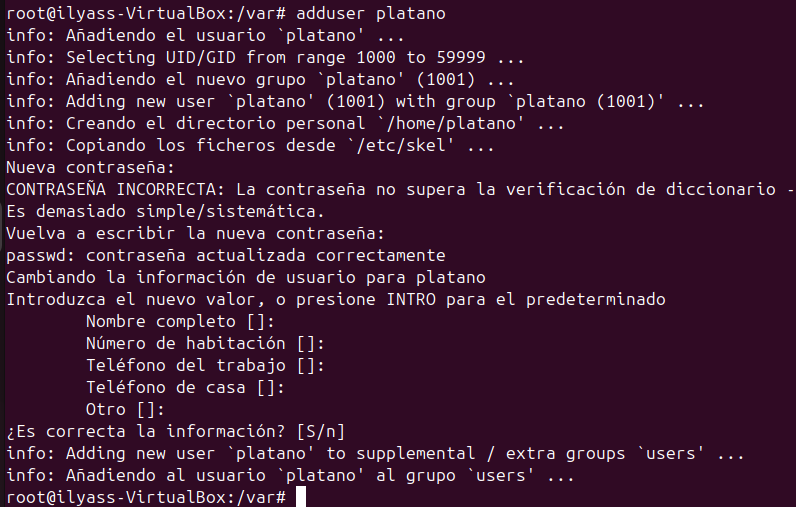 root@ilyass-VirtualBox:/var# adduser platano
info: Añadiendo el usuario `platano' ...
info: Selecting UID/GID from range 1000 to 59999 ...
info: Añadiendo el nuevo grupo `platano' (1001) ...
info: Adding new user `platano' (1001) with group `platano (1001)' ...
info: Creando el directorio personal `/home/platano' ...
info: Copiando los ficheros desde `/etc/skel' ...
Nueva contraseña:
CONTRASEÑA INCORRECTA: La contraseña no supera la verificación de diccionario -
Es demasiado simple/sistemática.
Vuelva a escribir la nueva contraseña:
passwd: contraseña actualizada correctamente
Cambiando la información de usuario para platano
Introduzca el nuevo valor, o presione INTRO para el predeterminado
Nombre completo []:
Número de habitación []:
Teléfono del trabajo []:
Teléfono de casa []:
Otro []:
¿Es correcta la información? [S/n]
info: Adding new user `platano' to supplemental / extra groups `users' ...
info: Añadiendo al usuario `platano' al grupo `users' ...
root@ilyass-VirtualBox:/var#